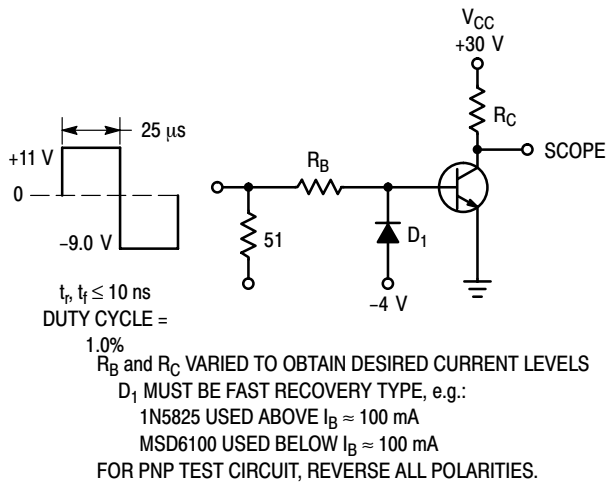 V_CC
+30 V
R_C
SCOPE
25 µs
+11 V
0
−9.0 V
R_B
51
D_1
−4 V
t_r, t_f ≤ 10 ns
DUTY CYCLE =
1.0%
R_B and R_C VARIED TO OBTAIN DESIRED CURRENT LEVELS
D_1 MUST BE FAST RECOVERY TYPE, e.g.:
1N5825 USED ABOVE I_B ≈ 100 mA
MSD6100 USED BELOW I_B ≈ 100 mA
FOR PNP TEST CIRCUIT, REVERSE ALL POLARITIES.